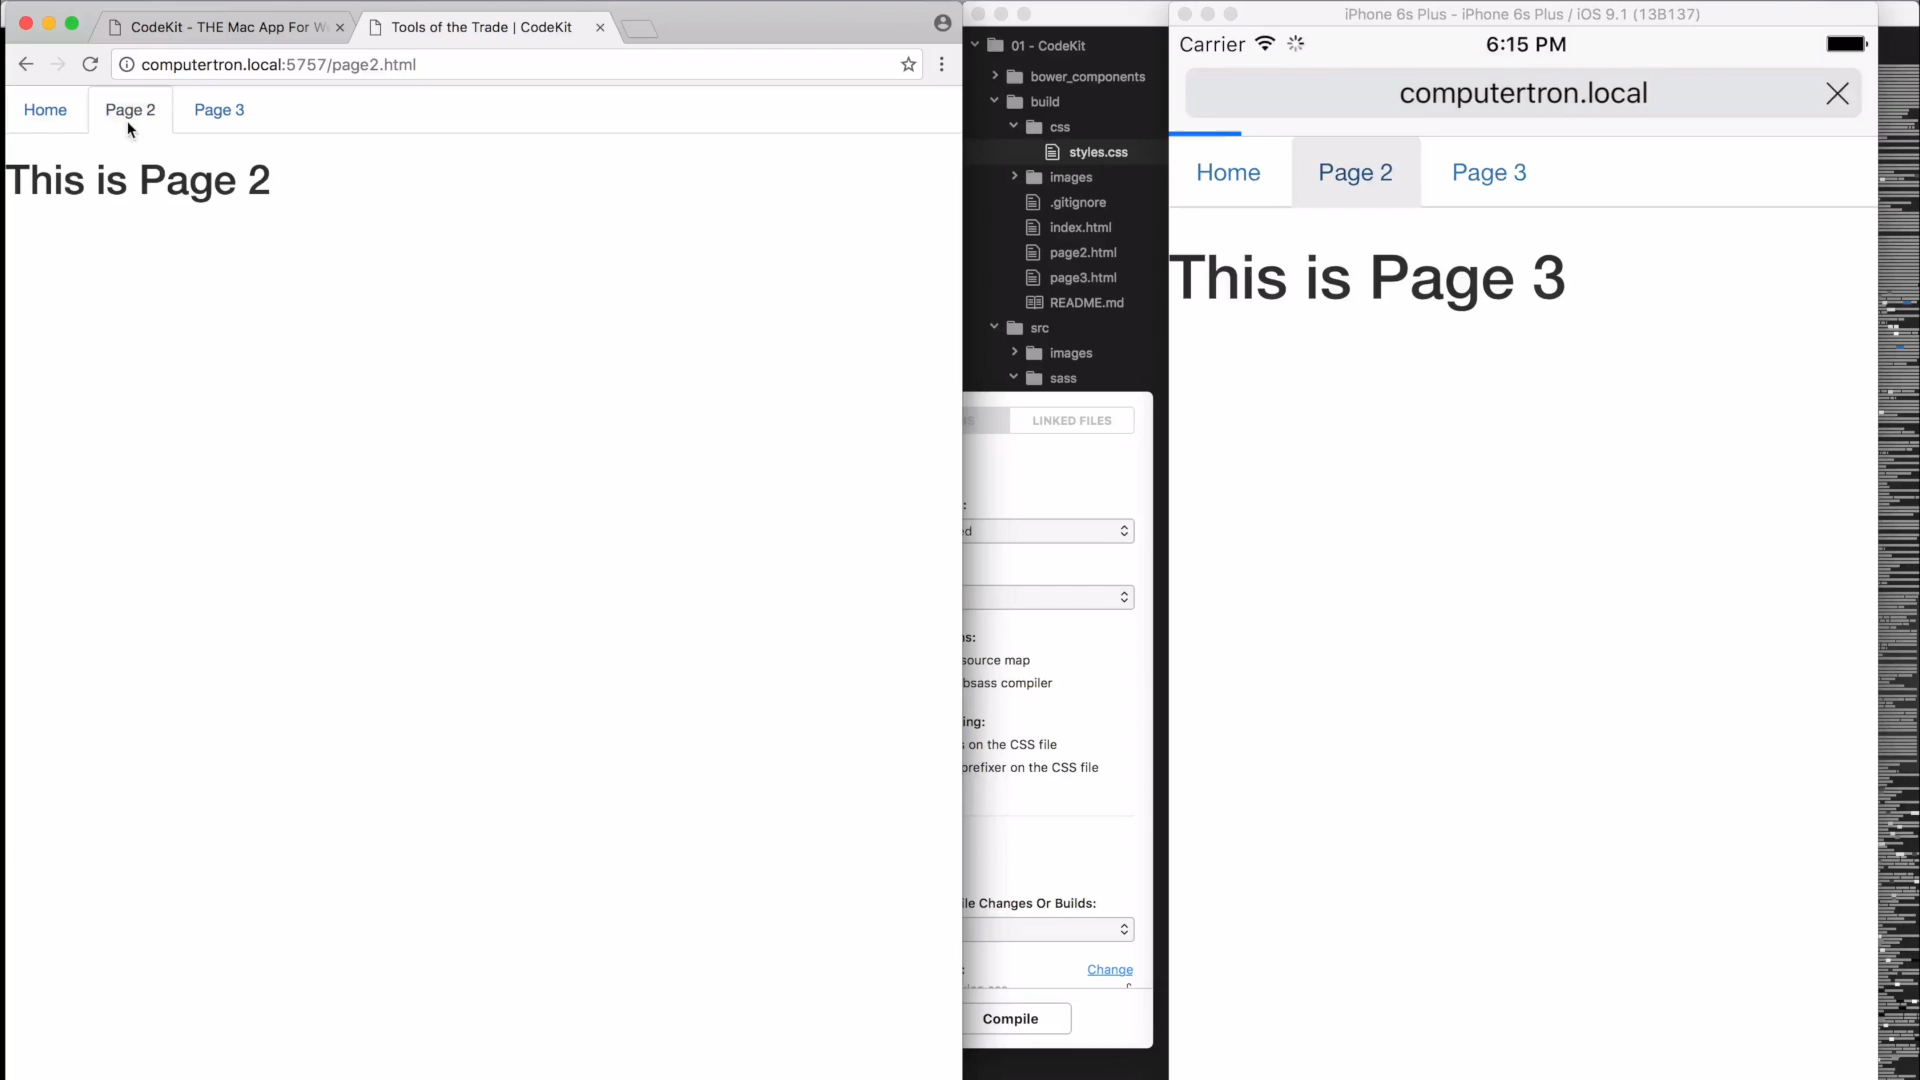 CodeKit - THE Mac App For W
Tools of the Trade | CodeKit
computertron.local:5757/page2.html
Home
Page 2
Page 3
This is Page 2
01 - CodeKit
bower_components
build
css
styles.css
images
.gitignore
index.html
page2.html
page3.html
README.md
src
images
sass
LINKED FILES
source map
compiler
on the CSS file
on the CSS file
Changes Or Builds:
Change
Compile
iPhone 6s Plus - iPhone 6s Plus / iOS 9.1 (13B137)
Carrier
6:15 PM
computertron.local
Home
Page 2
Page 3
This is Page 3